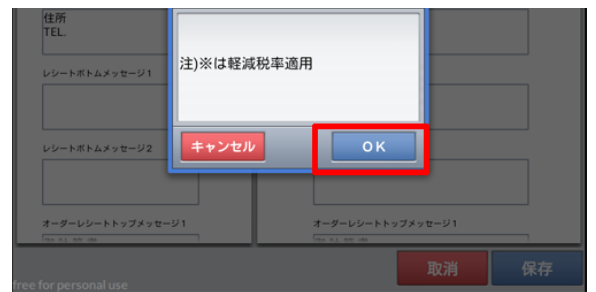 住所
TEL.
注)※は軽減税率適用
レシートボトムメッセージ1
キャンセル
OK
レシートボトムメッセージ2
オーダーレシートトップメッセージ1
オーダーレシートトップメッセージ1
取消
保存
free for personal use